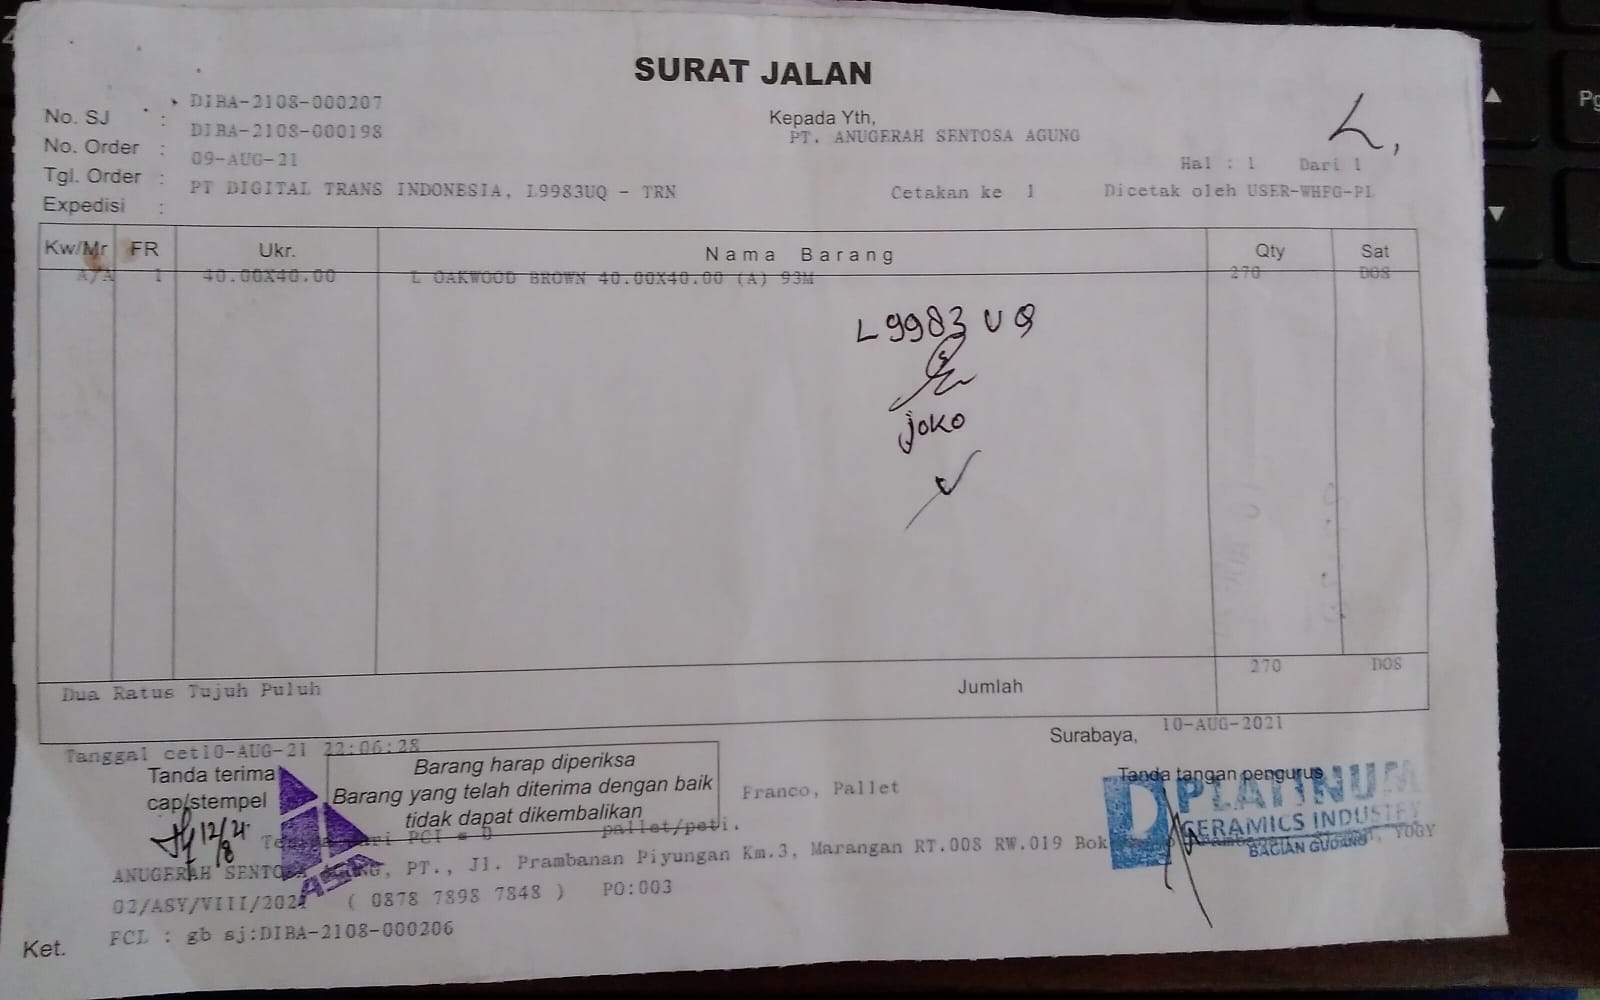 SURAT JALAN
No. SJ : DIBA-2108-000207
No. Order : DIBA-2108-000198
Tgl. Order : 09-AUG-21
Expedisi : PT DIGITAL TRANS INDONESIA, L9983UQ - TRN
Kepada Yth,
PT. ANUGERAH SENTOSA AGUNG
L,
Hal : 1 Dari 1
Cetakan ke 1 Dicetak oleh USER-WHFG-PL
Kw/Mr FR Ukr. Nama Barang Qty Sat
A/A 1 40.00X40.00 L OAKWOOD BROWN 40.00X40.00 (A) 93M 270 DOS
L9983 UQ
joko
Dua Ratus Tujuh Puluh Jumlah 270 DOS
Tanggal cet10-AUG-21 22:06:28
Surabaya, 10-AUG-2021
Tanda terima
cap/stempel
12/8 21
Barang harap diperiksa
Barang yang telah diterima dengan baik
tidak dapat dikembalikan
Franco, Pallet
Tanda tangan pengurus
PLATINUM
CERAMICS INDUSTRY
BAGIAN GUDANG
PCT = 0 pallet/peti.
ANUGERAH SENTOSA AGUNG, PT., Jl. Prambanan Piyungan Km.3, Marangan RT.008 RW.019 Bok YOGY
ASA
02/ASY/VIII/2021 ( 0878 7898 7848 ) PO:003
Ket. FCL : gb sj:DIBA-2108-000206